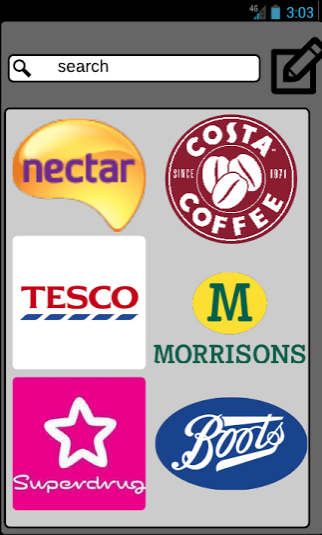 4G 3:03
search
nectar
COSTA
SINCE 1971
COFFEE
TESCO
M
MORRISONS
Superdrug
Boots